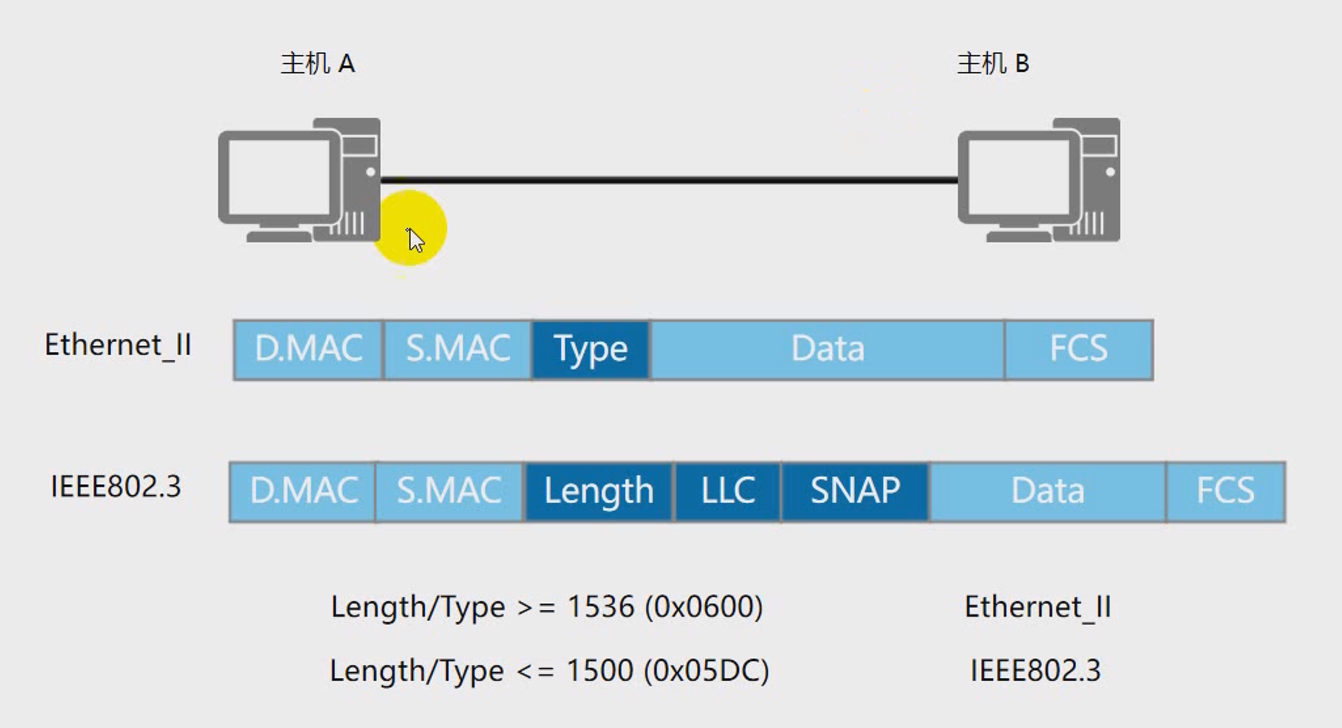 主机 A
主机 B
Ethernet_II
D.MAC S.MAC Type Data FCS
IEEE802.3
D.MAC S.MAC Length LLC SNAP Data FCS
Length/Type >= 1536 (0x0600) Ethernet_II
Length/Type <= 1500 (0x05DC) IEEE802.3